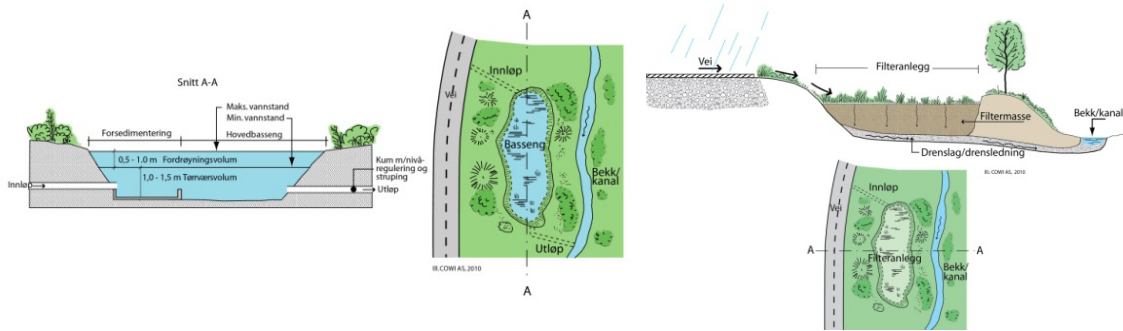 Snitt A-A
Maks. vannstand
Min. vannstand
Forsedimentering
Hovedbasseng
0,5 - 1.0 m Fordrøyningsvolum
1,0 - 1,5 m Tørrværsvolum
Innløp
Kum m/nivå-
regulering og
struping
Utløp
A
Innløp
Vei
Basseng
Bekk/
kanal
Utløp
Ill. COWI AS, 2010
A
Vei
Filteranlegg
Bekk/kanal
Filtermasse
Drenslag/drensledning
Ill.: COWI AS, 2010
Innløp
Vei
A
A
Filteranlegg
Bekk/
kanal